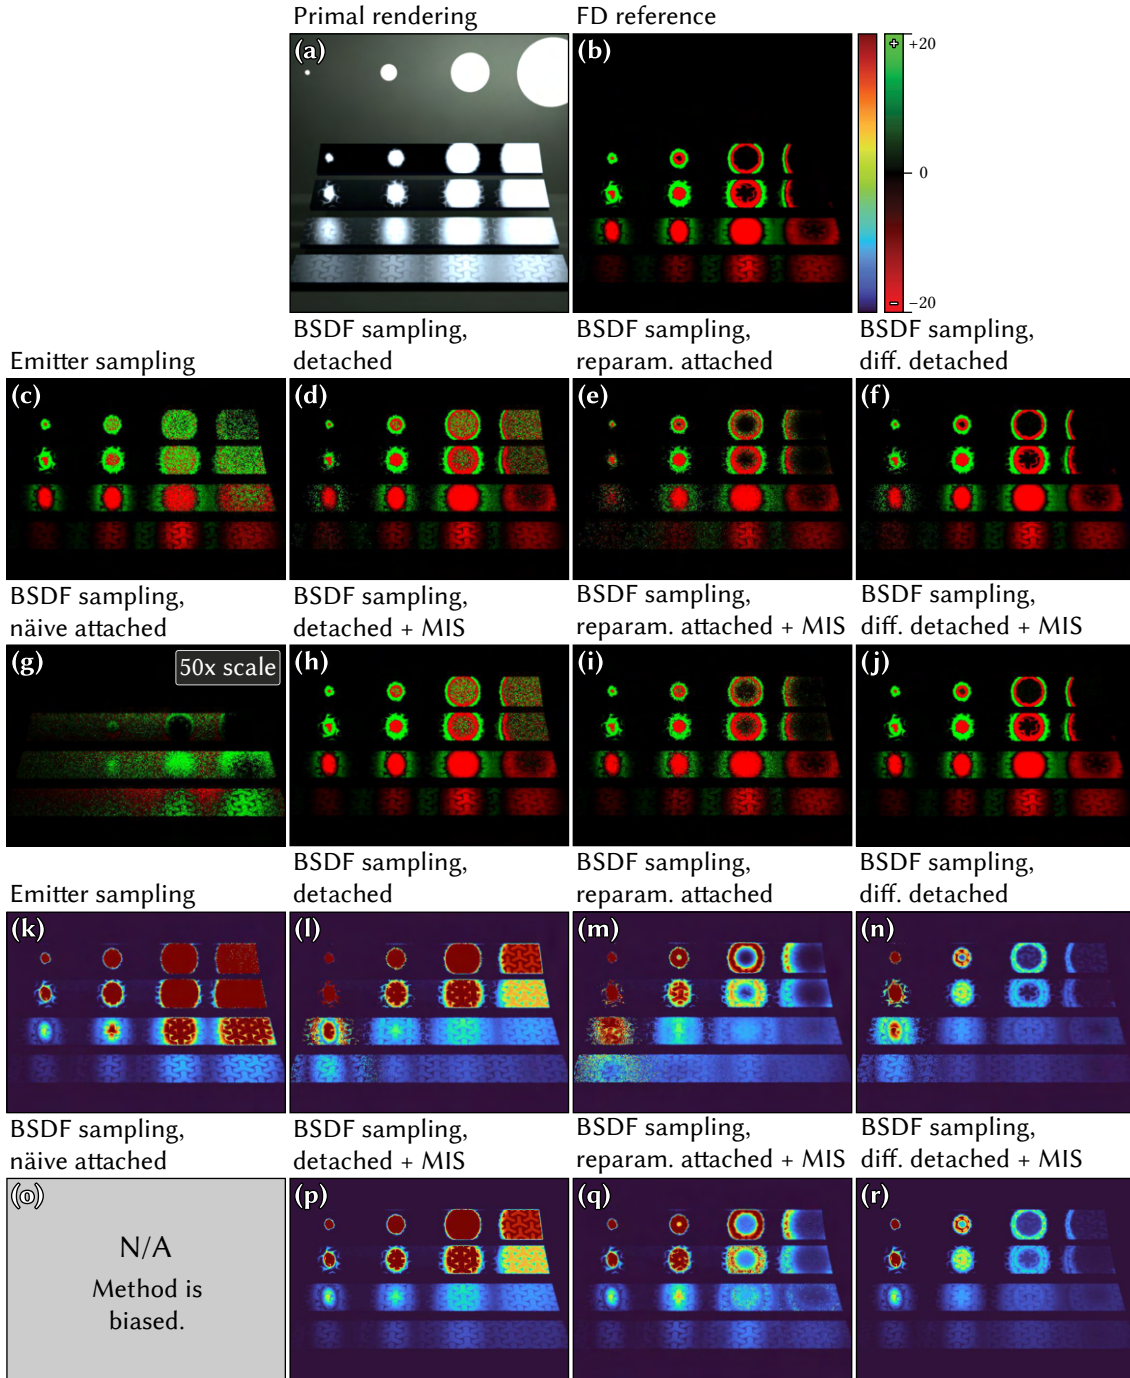 Primal rendering
FD reference
(a)
(b)
+
+20
0
−
−20
Emitter sampling
BSDF sampling,
detached
BSDF sampling,
reparam. attached
BSDF sampling,
diff. detached
(c)
(d)
(e)
(f)
BSDF sampling,
näive attached
BSDF sampling,
detached + MIS
BSDF sampling,
reparam. attached + MIS
BSDF sampling,
diff. detached + MIS
(g)
50x scale
(h)
(i)
(j)
Emitter sampling
BSDF sampling,
detached
BSDF sampling,
reparam. attached
BSDF sampling,
diff. detached
(k)
(l)
(m)
(n)
BSDF sampling,
näive attached
BSDF sampling,
detached + MIS
BSDF sampling,
reparam. attached + MIS
BSDF sampling,
diff. detached + MIS
(o)
N/A
Method is
biased.
(p)
(q)
(r)